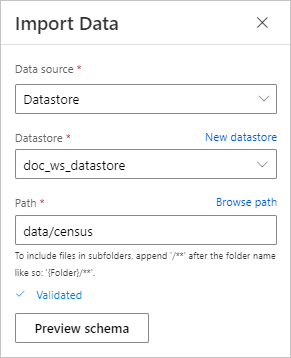 Import Data
Data source *
Datastore
Datastore * New datastore
doc_ws_datastore
Path * Browse path
data/census
To include files in subfolders, append '/**' after the folder name
like so: '{Folder}/**'.
Validated
Preview schema